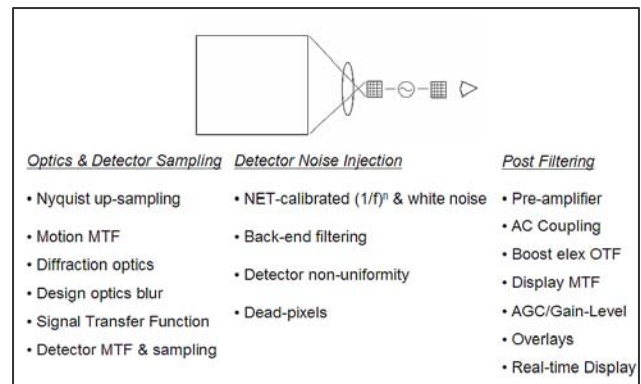 Optics & Detector Sampling
• Nyquist up-sampling
• Motion MTF
• Diffraction optics
• Design optics blur
• Signal Transfer Function
• Detector MTF & sampling
Detector Noise Injection
• NET-calibrated (1/f)ⁿ & white noise
• Back-end filtering
• Detector non-uniformity
• Dead-pixels
Post Filtering
• Pre-amplifier
• AC Coupling
• Boost elex OTF
• Display MTF
• AGC/Gain-Level
• Overlays
• Real-time Display